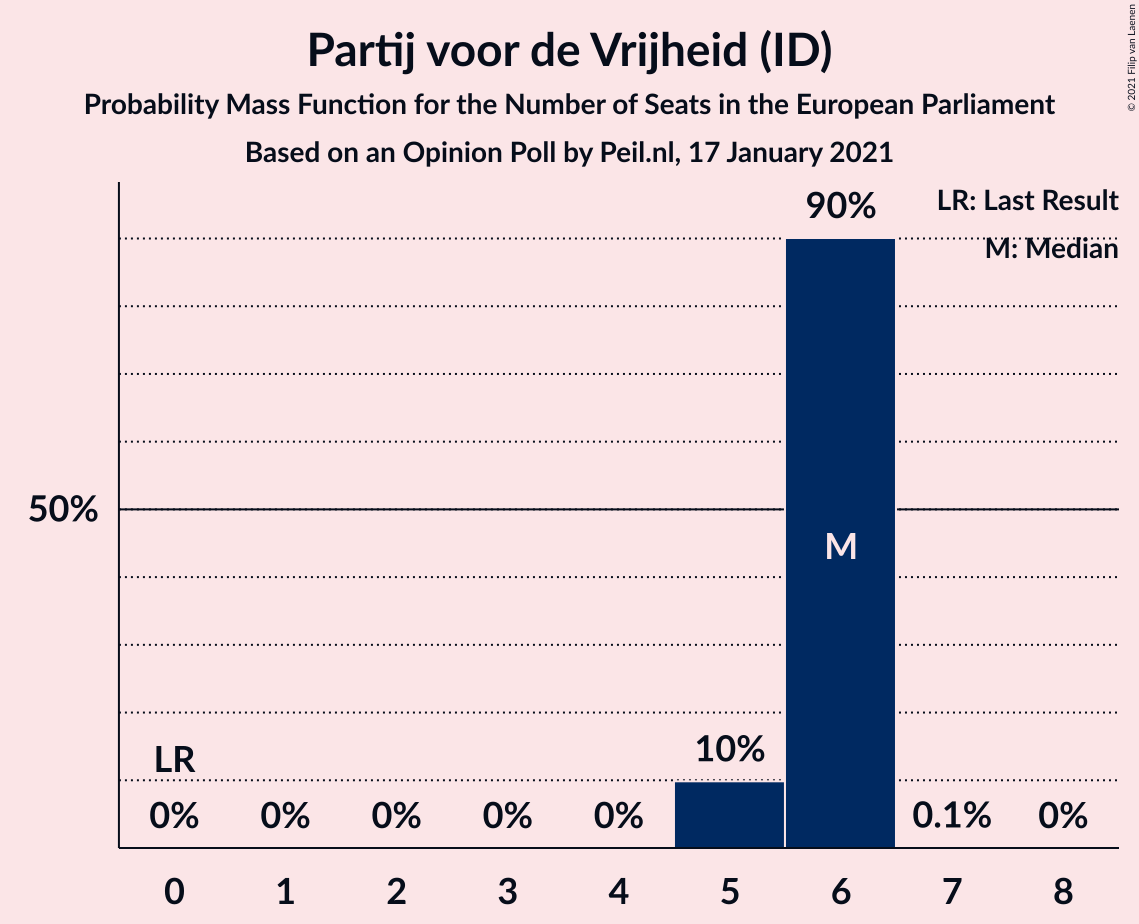 Partij voor de Vrijheid (ID)
Probability Mass Function for the Number of Seats in the European Parliament
Based on an Opinion Poll by Peil.nl, 17 January 2021
© 2021 Filip van Laenen
LR: Last Result
M: Median
90%
50%
M
LR
10%
0% 0% 0% 0% 0% 0.1% 0%
0 1 2 3 4 5 6 7 8